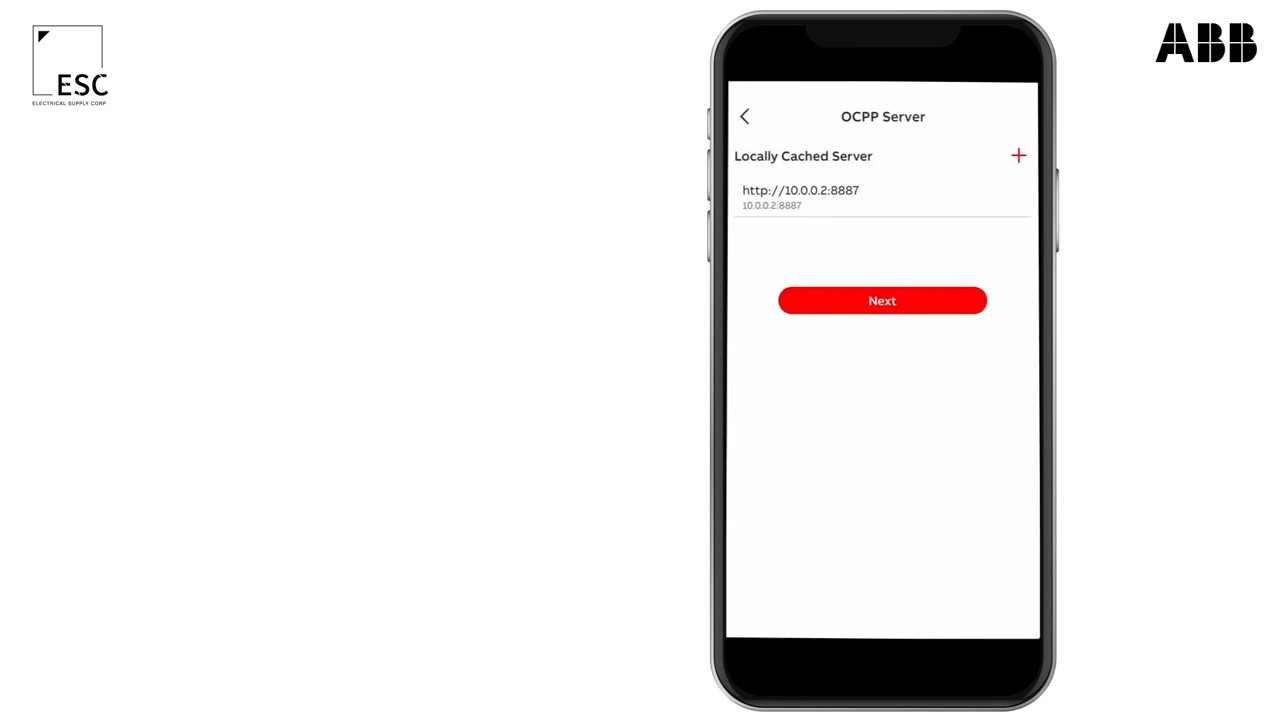 ESC
ELECTRICAL SUPPLY CORP
ABB
OCPP Server
Locally Cached Server
http://10.0.0.2:8887
10.0.0.2:8887
Next